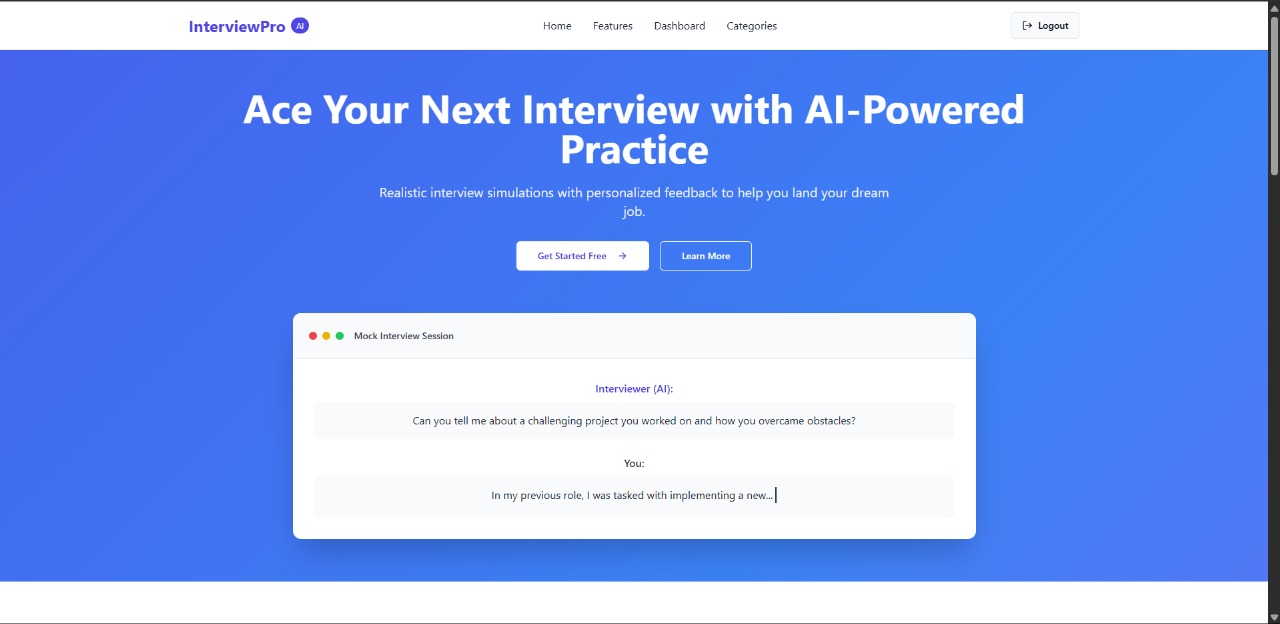 InterviewPro AI
Home
Features
Dashboard
Categories
Logout
Ace Your Next Interview with AI-Powered
Practice
Realistic interview simulations with personalized feedback to help you land your dream
job.
Get Started Free →
Learn More
Mock Interview Session
Interviewer (AI):
Can you tell me about a challenging project you worked on and how you overcame obstacles?
You:
In my previous role, I was tasked with implementing a new...